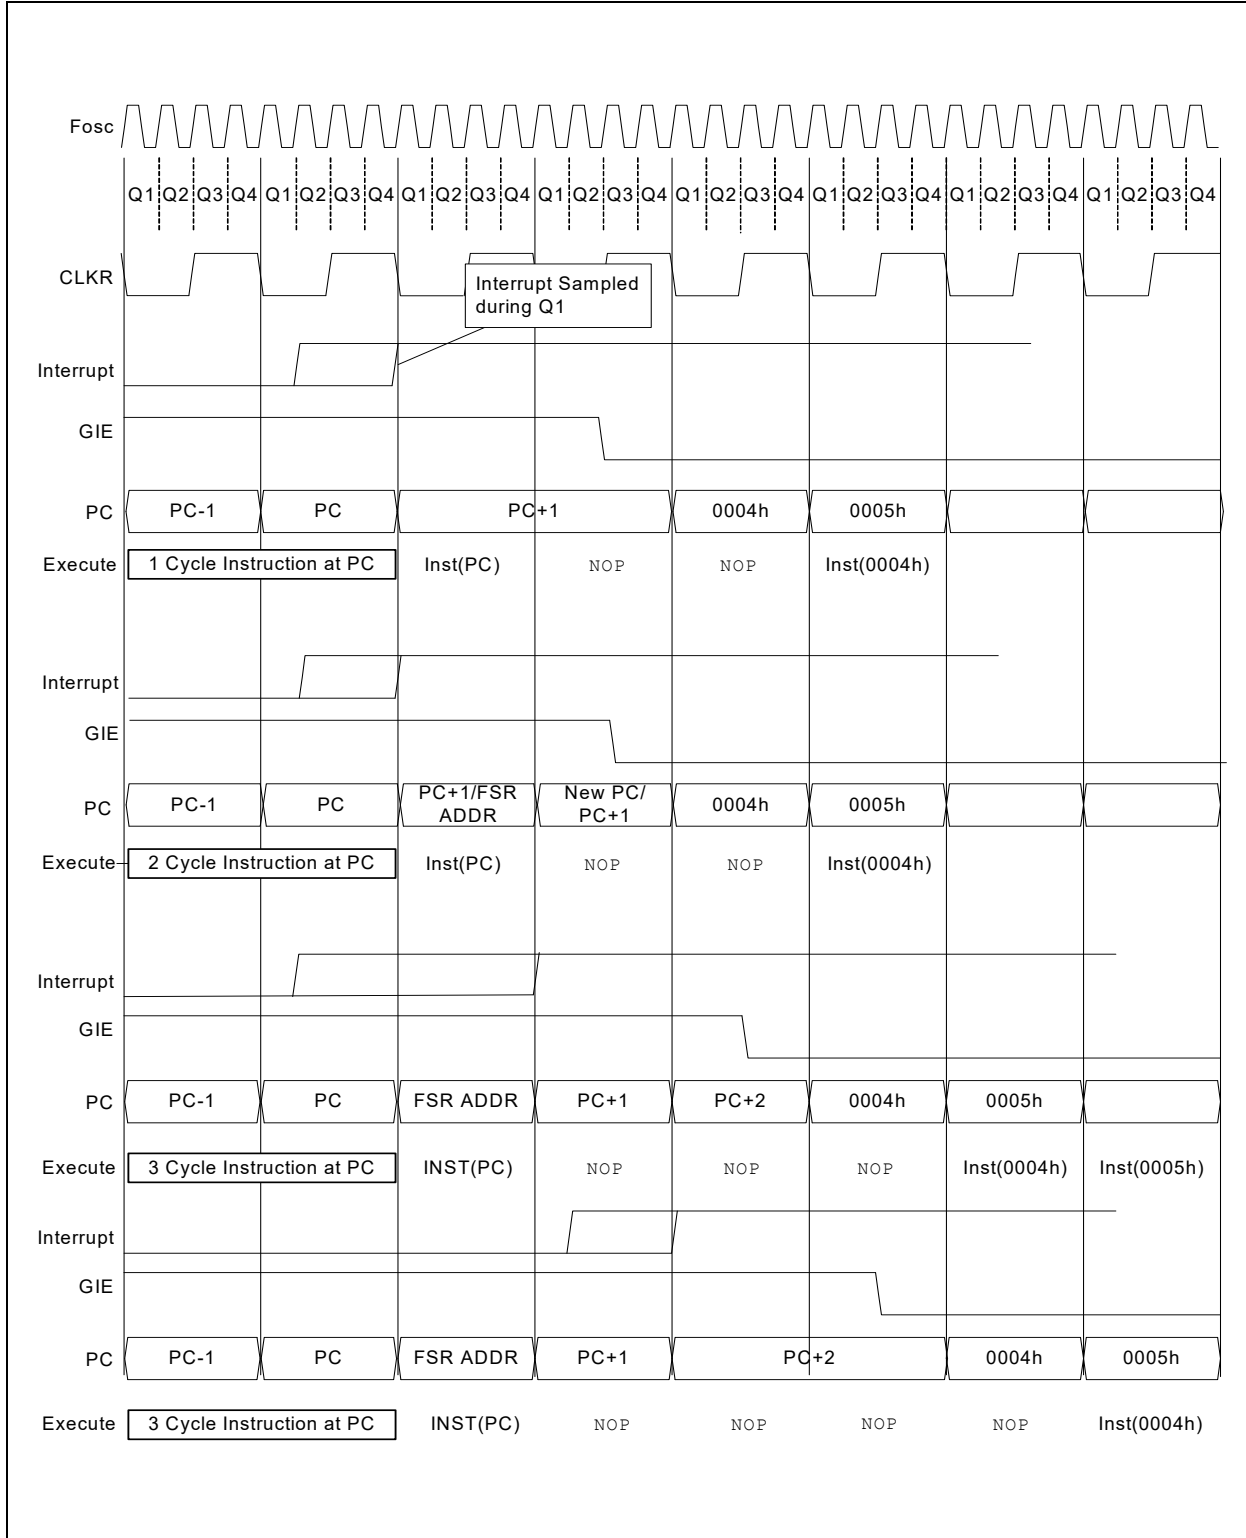 Fosc
Q1 Q2 Q3 Q4 Q1 Q2 Q3 Q4 Q1 Q2 Q3 Q4 Q1 Q2 Q3 Q4 Q1 Q2 Q3 Q4 Q1 Q2 Q3 Q4 Q1 Q2 Q3 Q4 Q1 Q2 Q3 Q4
CLKR
Interrupt Sampled
during Q1
Interrupt
GIE
PC PC-1 PC PC+1 0004h 0005h
Execute 1 Cycle Instruction at PC Inst(PC) NOP NOP Inst(0004h)
Interrupt
GIE
PC PC-1 PC PC+1/FSR ADDR New PC/ PC+1 0004h 0005h
Execute 2 Cycle Instruction at PC Inst(PC) NOP NOP Inst(0004h)
Interrupt
GIE
PC PC-1 PC FSR ADDR PC+1 PC+2 0004h 0005h
Execute 3 Cycle Instruction at PC INST(PC) NOP NOP NOP Inst(0004h) Inst(0005h)
Interrupt
GIE
PC PC-1 PC FSR ADDR PC+1 PC+2 0004h 0005h
Execute 3 Cycle Instruction at PC INST(PC) NOP NOP NOP NOP Inst(0004h)